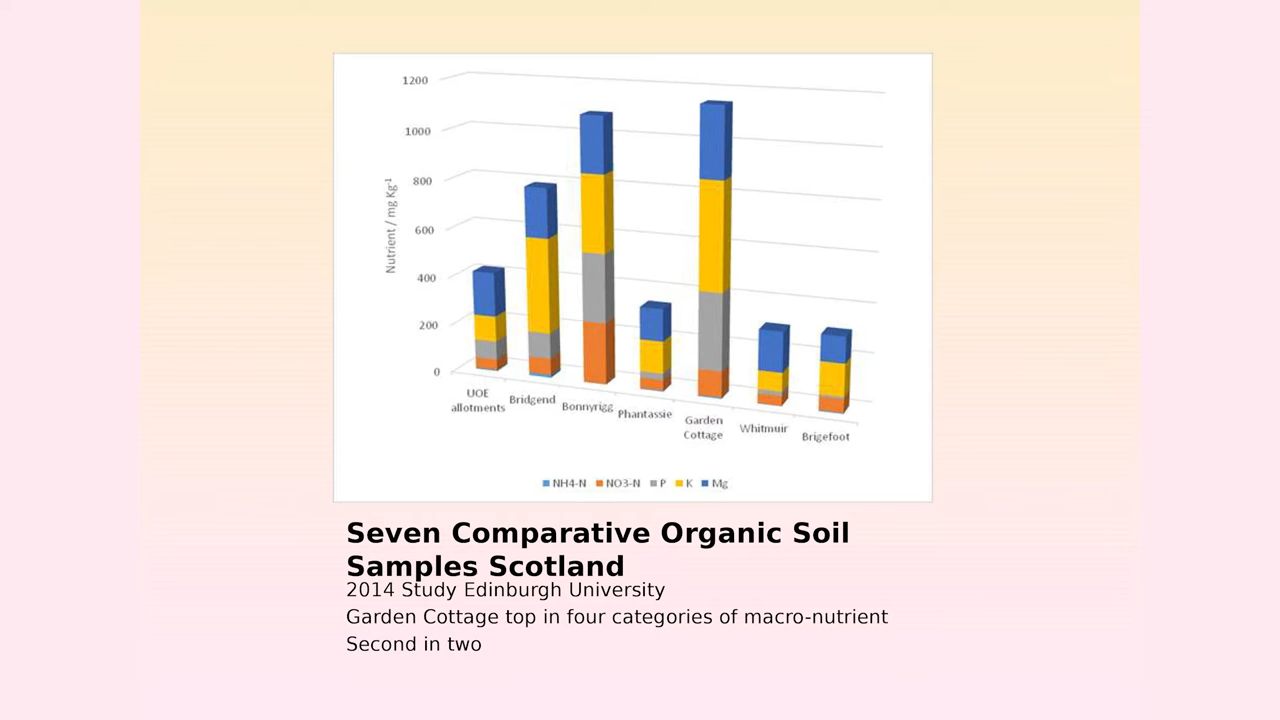 1200
1000
800
600
400
200
0
Nutrient / mg Kg-1
UOE allotments
Bridgend
Bonnyrigg
Phantassie
Garden Cottage
Whitmuir
Brigefoot
NH4-N NO3-N P K Mg
Seven Comparative Organic Soil
Samples Scotland
2014 Study Edinburgh University
Garden Cottage top in four categories of macro-nutrient
Second in two